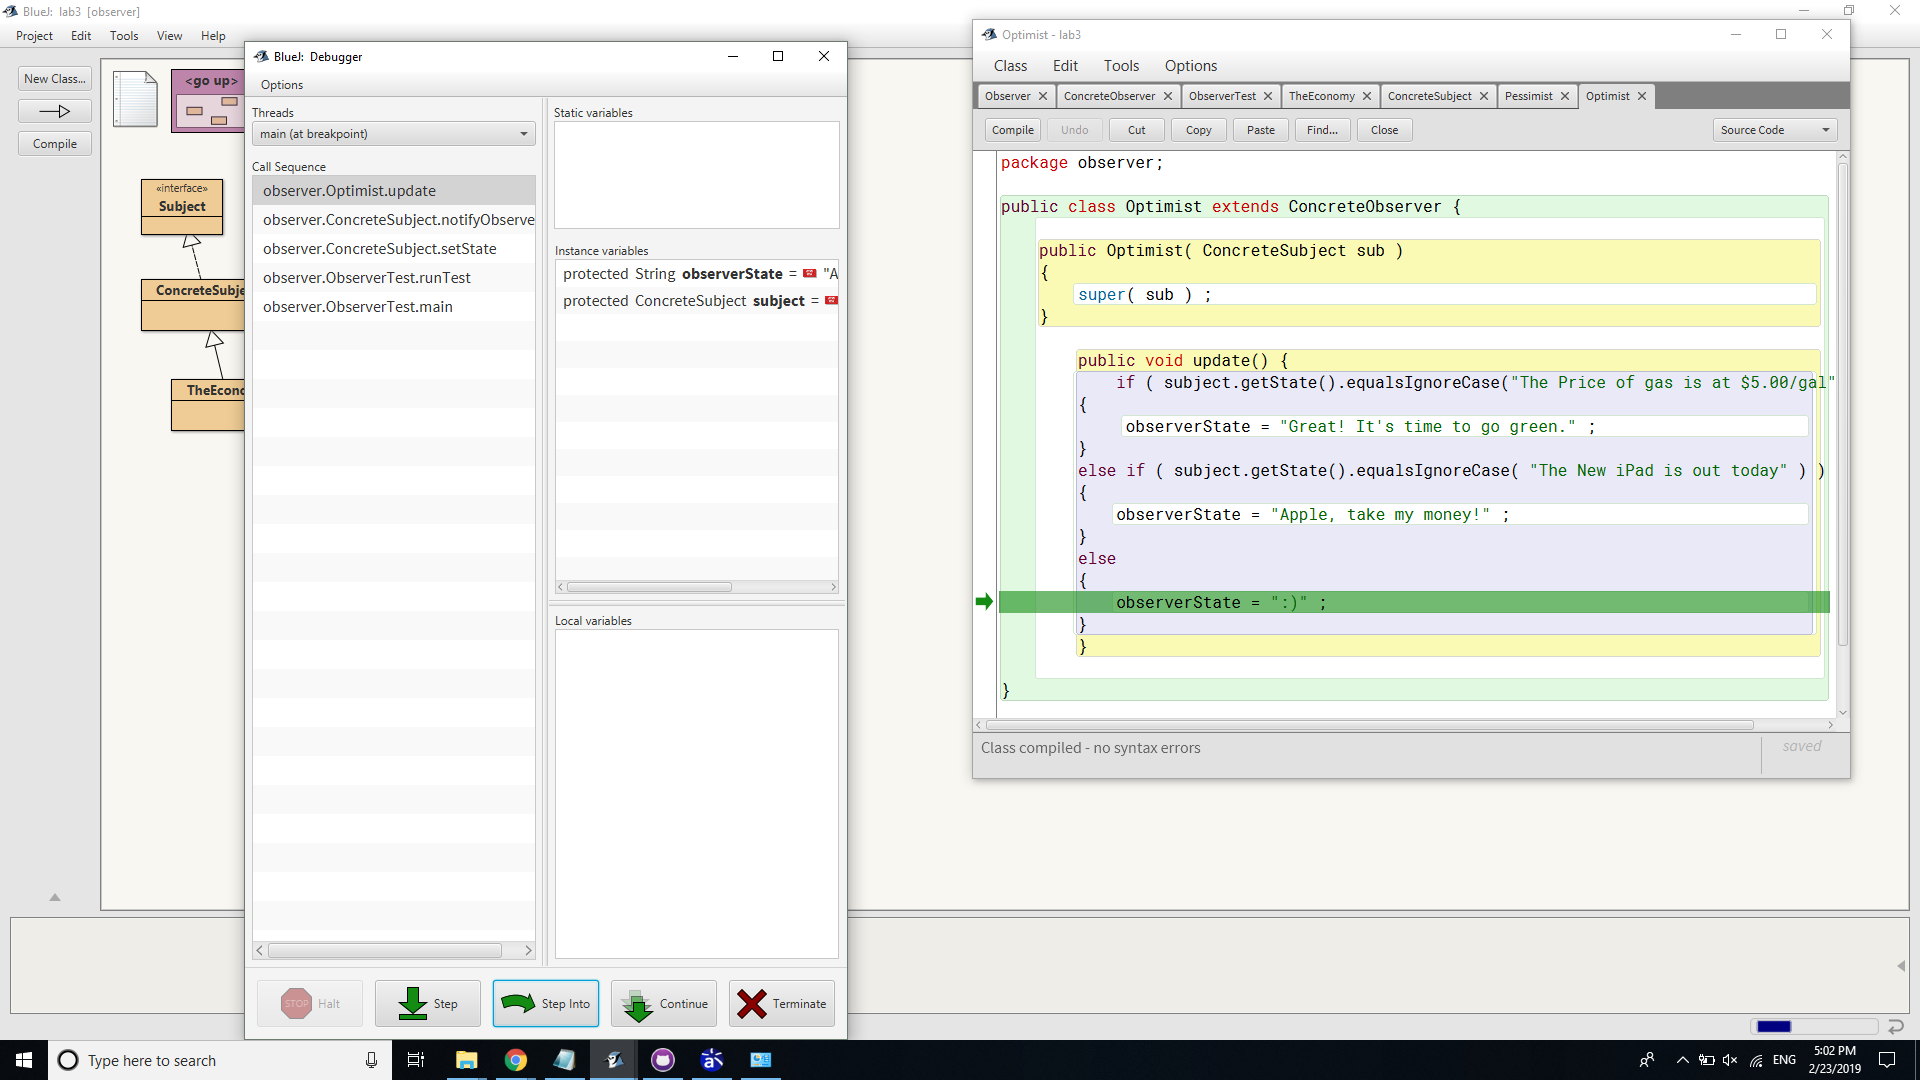 BlueJ: lab3 [observer]
Project Edit Tools View Help
New Class...
Compile
<go up>
«interface»
Subject
ConcreteSubje
TheEcono
BlueJ: Debugger
Options
Threads
main (at breakpoint)
Call Sequence
observer.Optimist.update
observer.ConcreteSubject.notifyObserve
observer.ConcreteSubject.setState
observer.ObserverTest.runTest
observer.ObserverTest.main
Static variables
Instance variables
protected String observerState = "A
protected ConcreteSubject subject =
Local variables
STOP Halt
Step
Step Into
Continue
Terminate
Optimist - lab3
Class Edit Tools Options
Observer ConcreteObserver ObserverTest TheEconomy ConcreteSubject Pessimist Optimist
Compile Undo Cut Copy Paste Find... Close Source Code
package observer;
public class Optimist extends ConcreteObserver {
public Optimist( ConcreteSubject sub )
{
super( sub ) ;
}
public void update() {
if ( subject.getState().equalsIgnoreCase("The Price of gas is at $5.00/gal"
{
observerState = "Great! It's time to go green." ;
}
else if ( subject.getState().equalsIgnoreCase( "The New iPad is out today" ) )
{
observerState = "Apple, take my money!" ;
}
else
{
observerState = ":)" ;
}
}
}
Class compiled - no syntax errors
saved
Type here to search
ENG
5:02 PM
2/23/2019